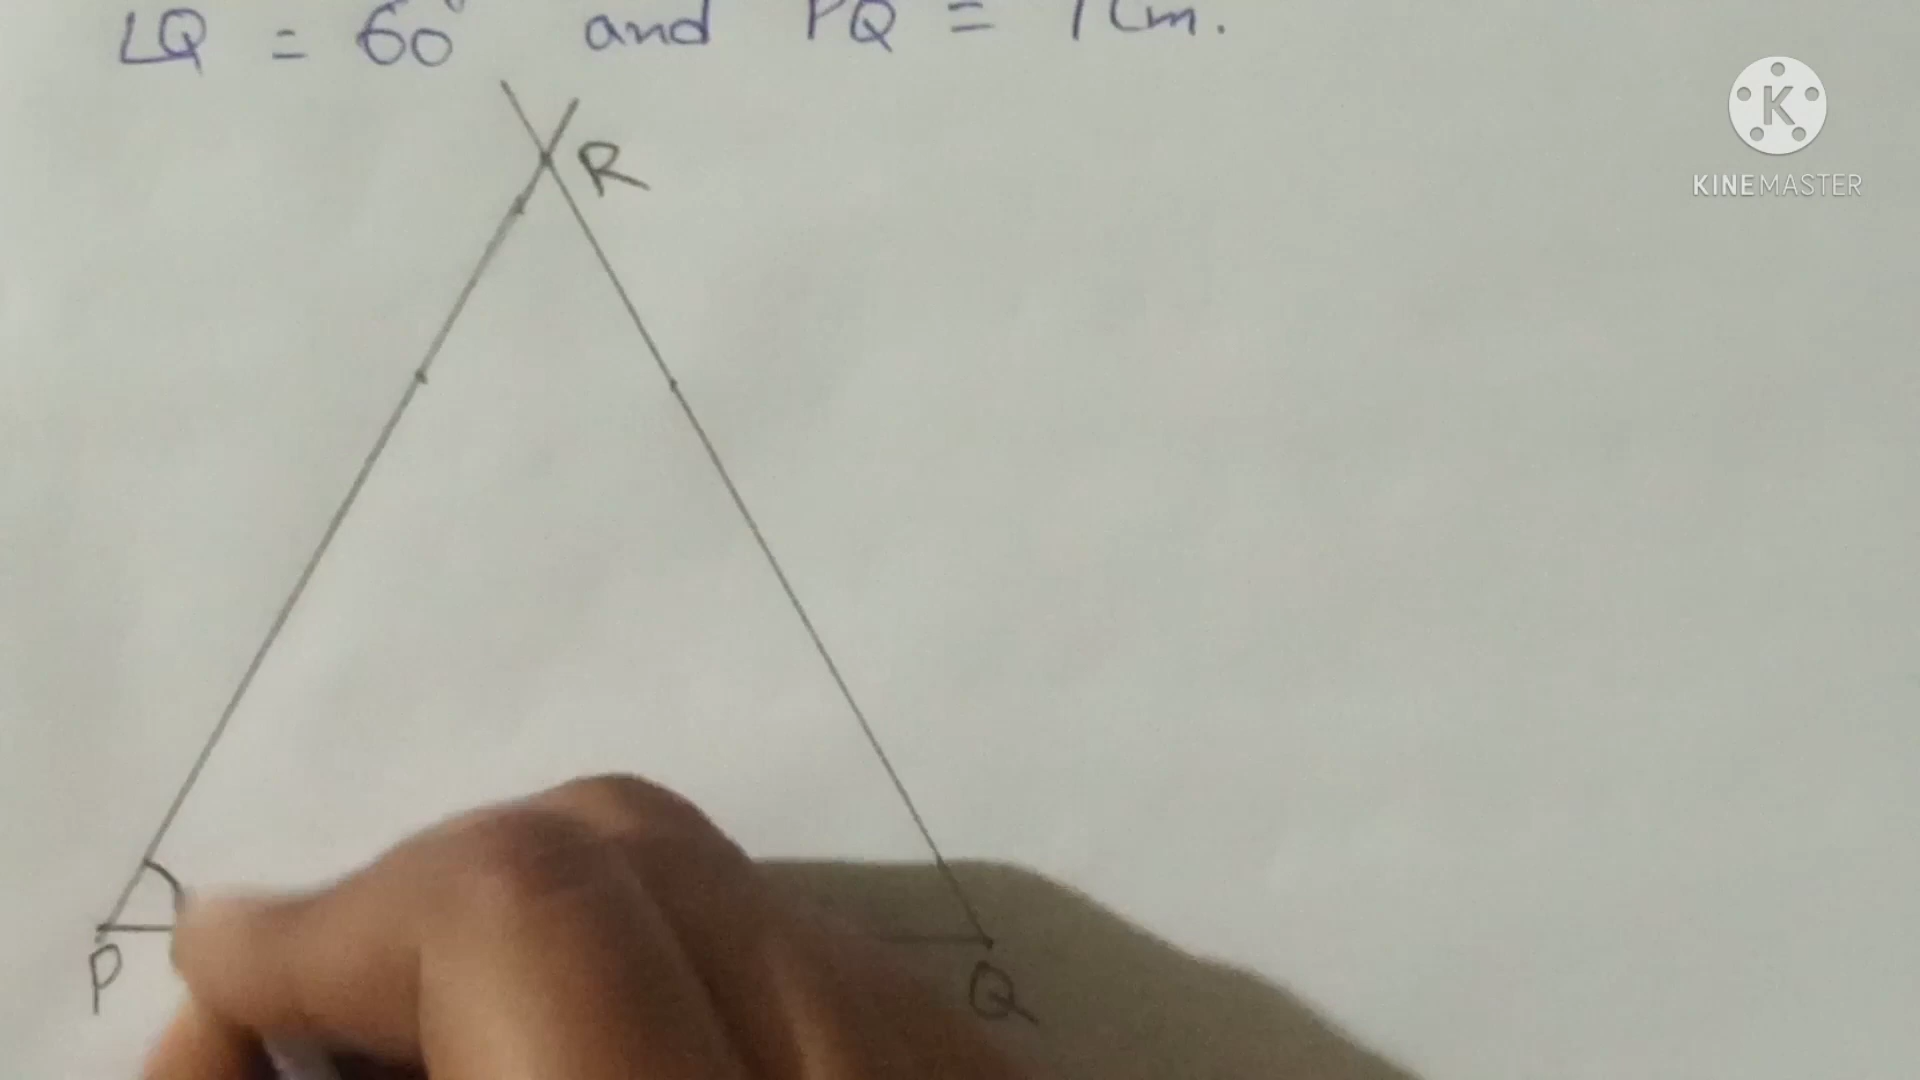 ∠Q = 60° and PQ = 7cm.
R
P
Q
K
KINEMASTER